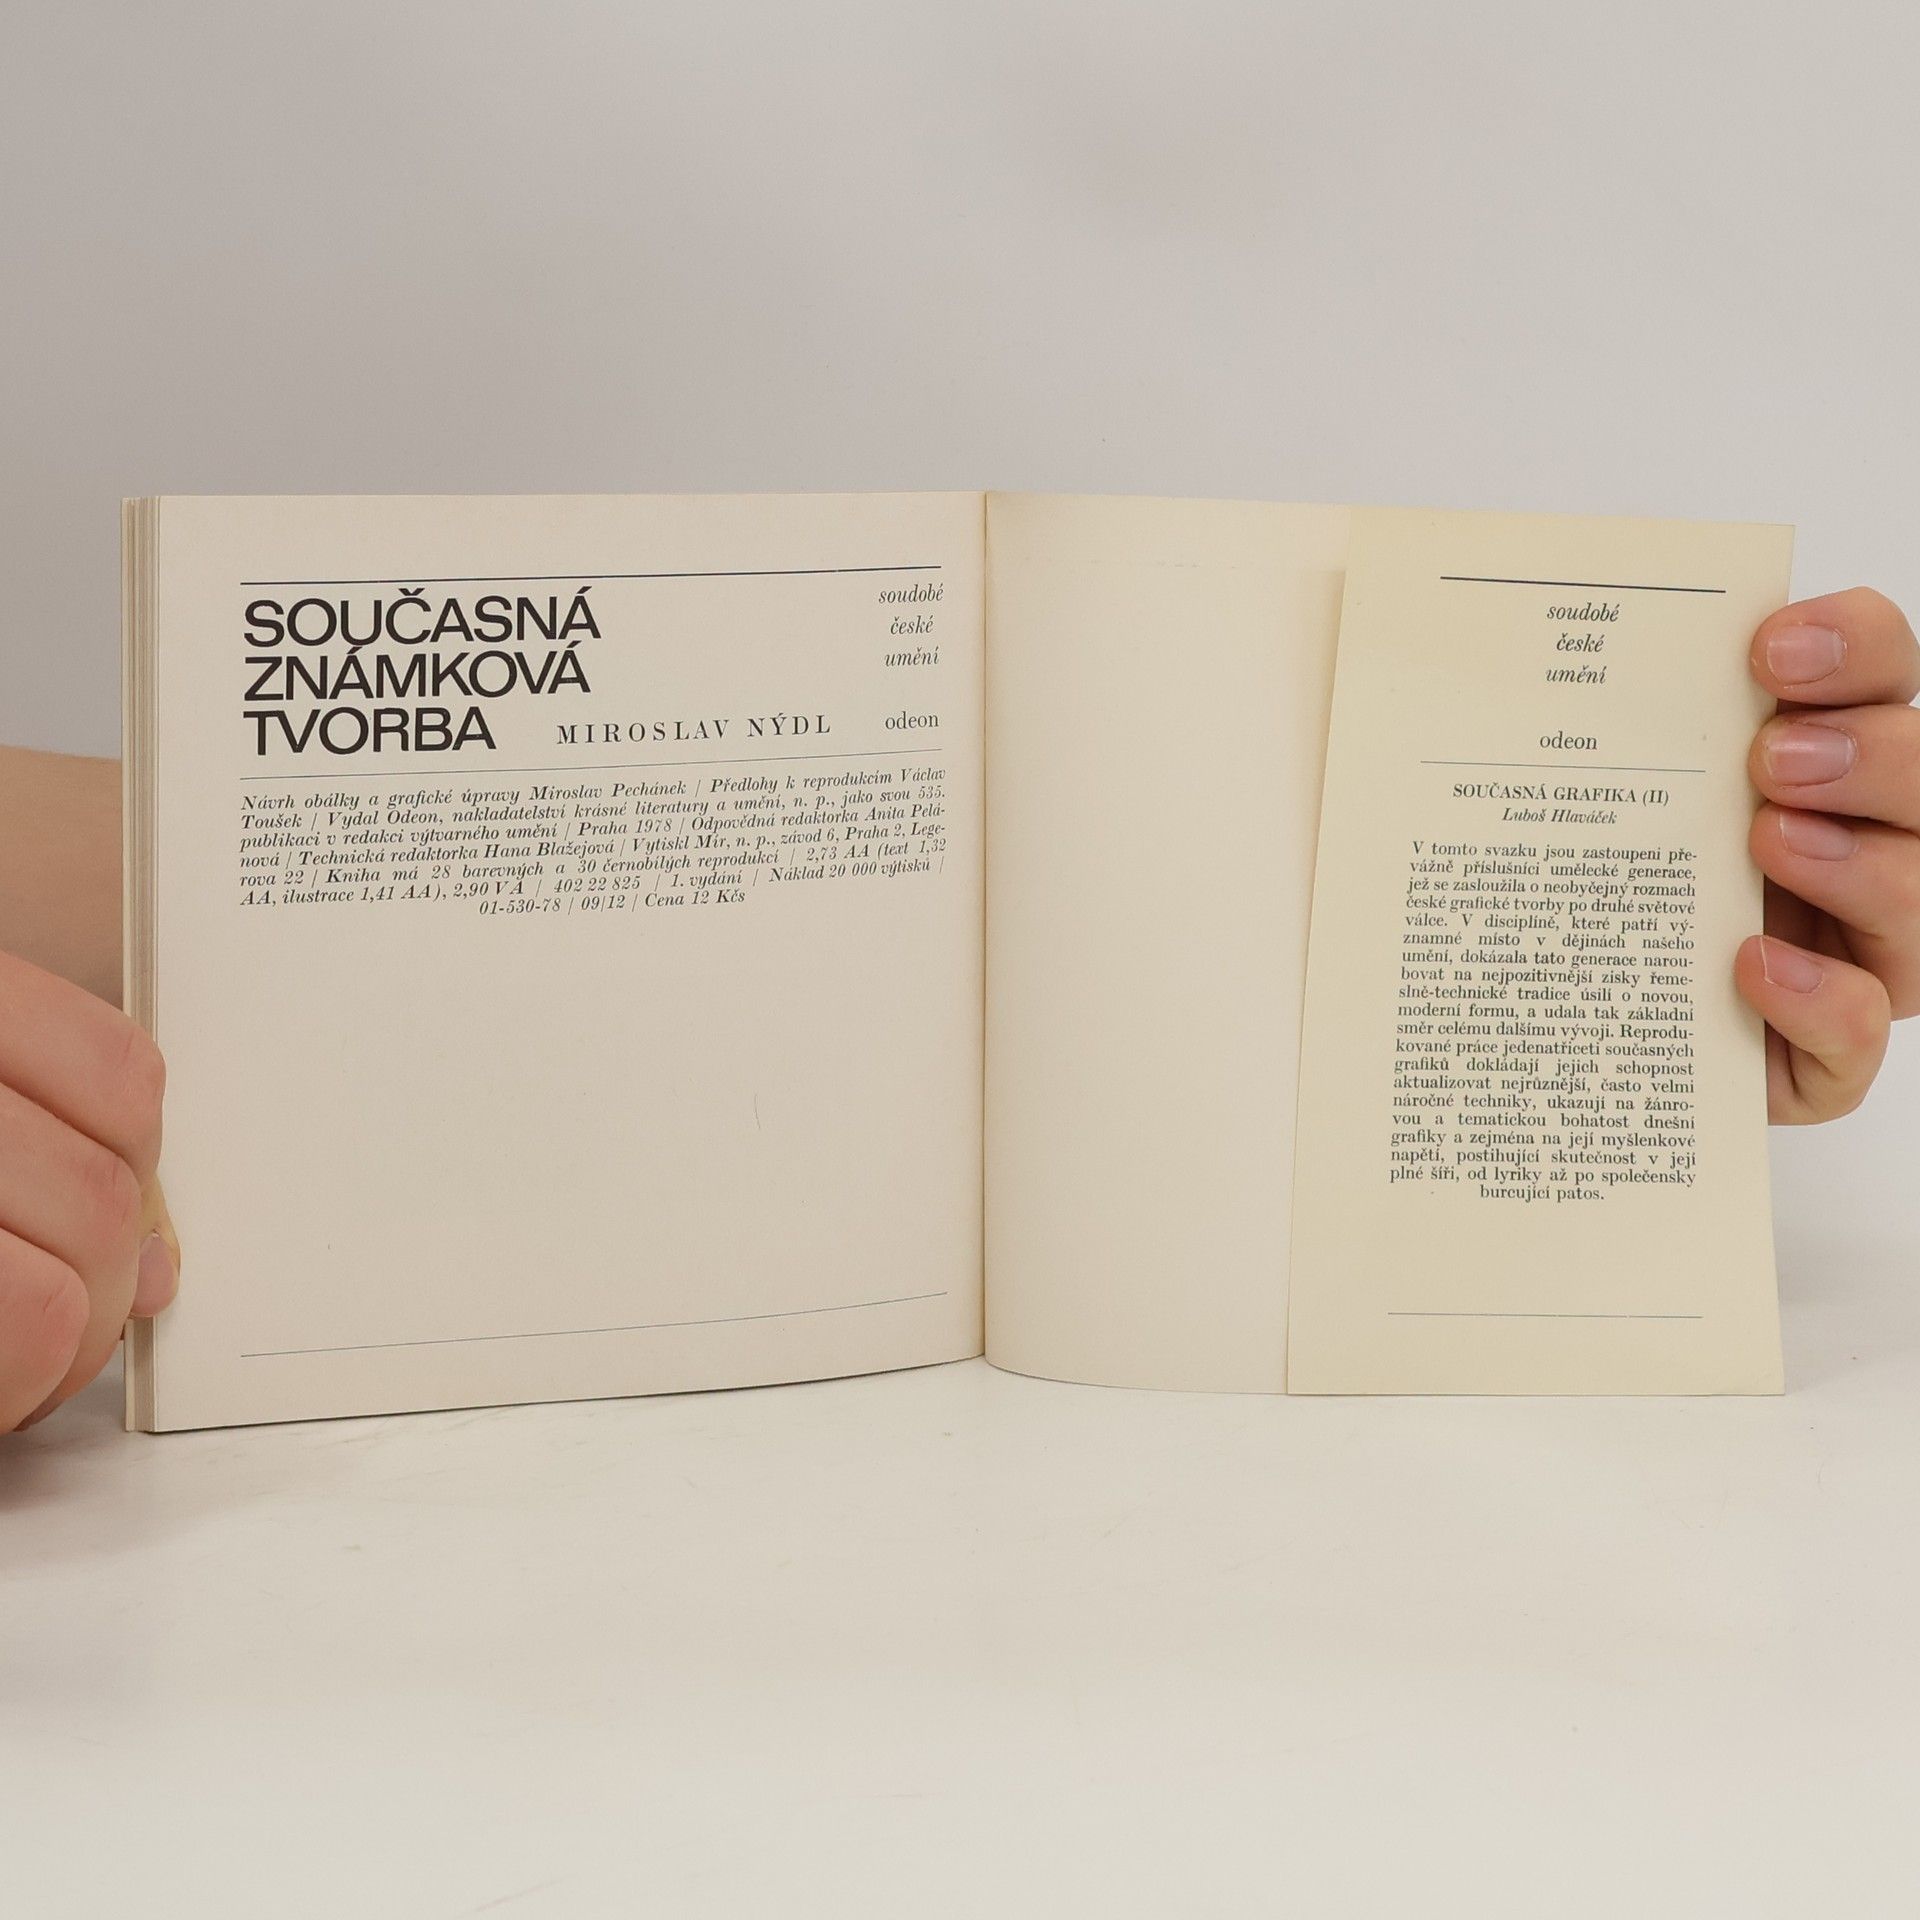 SOUČASNÁ
ZNÁMKOVÁ
TVORBA
MIROSLAV NÝDL
soudobé
české
umění
odeon
Návrh obálky a grafické úpravy Miroslav Pechánek | Předlohy k reprodukcím Václav
Toušek | Vydal Odeon, nakladatelství krásné literatury a umění, n. p., jako svou 535.
publikaci v redakci výtvarného umění | Praha 1978 | Odpovědná redaktorka Anita Pelá-
nová | Technická redaktorka Hana Blažejová | Vytiskl Mír, n. p., závod 6, Praha 2, Lege-
rova 22 | Kniha má 28 barevných a 30 černobílých reprodukcí | 2,73 AA (text 1,32
AA, ilustrace 1,41 AA), 2,90 VA | 402 22 825 | 1. vydání | Náklad 20 000 výtisků |
01-530-78 | 09|12 | Cena 12 Kčs
soudobé
české
umění
odeon
SOUČASNÁ GRAFIKA (II)
Luboš Hlaváček
V tomto svazku jsou zastoupeni pře-
vážně příslušníci umělecké generace,
jež se zasloužila o neobyčejný rozmach
české grafické tvorby po druhé světové
válce. V disciplíně, které patří vý-
znamné místo v dějinách našeho
umění, dokázala tato generace narou-
bovat na nejpozitivnější zisky řeme-
slně-technické tradice úsilí o novou,
moderní formu, a udala tak základní
směr celému dalšímu vývoji. Reprodu-
kované práce jedenatřiceti současných
grafiků dokládají jejich schopnost
aktualizovat nejrůznější, často velmi
náročné techniky, ukazují na žánro-
vou a tematickou bohatost dnešní
grafiky a zejména na její myšlenkové
napětí, postihující skutečnost v její
plné šíři, od lyriky až po společensky
burcující patos.